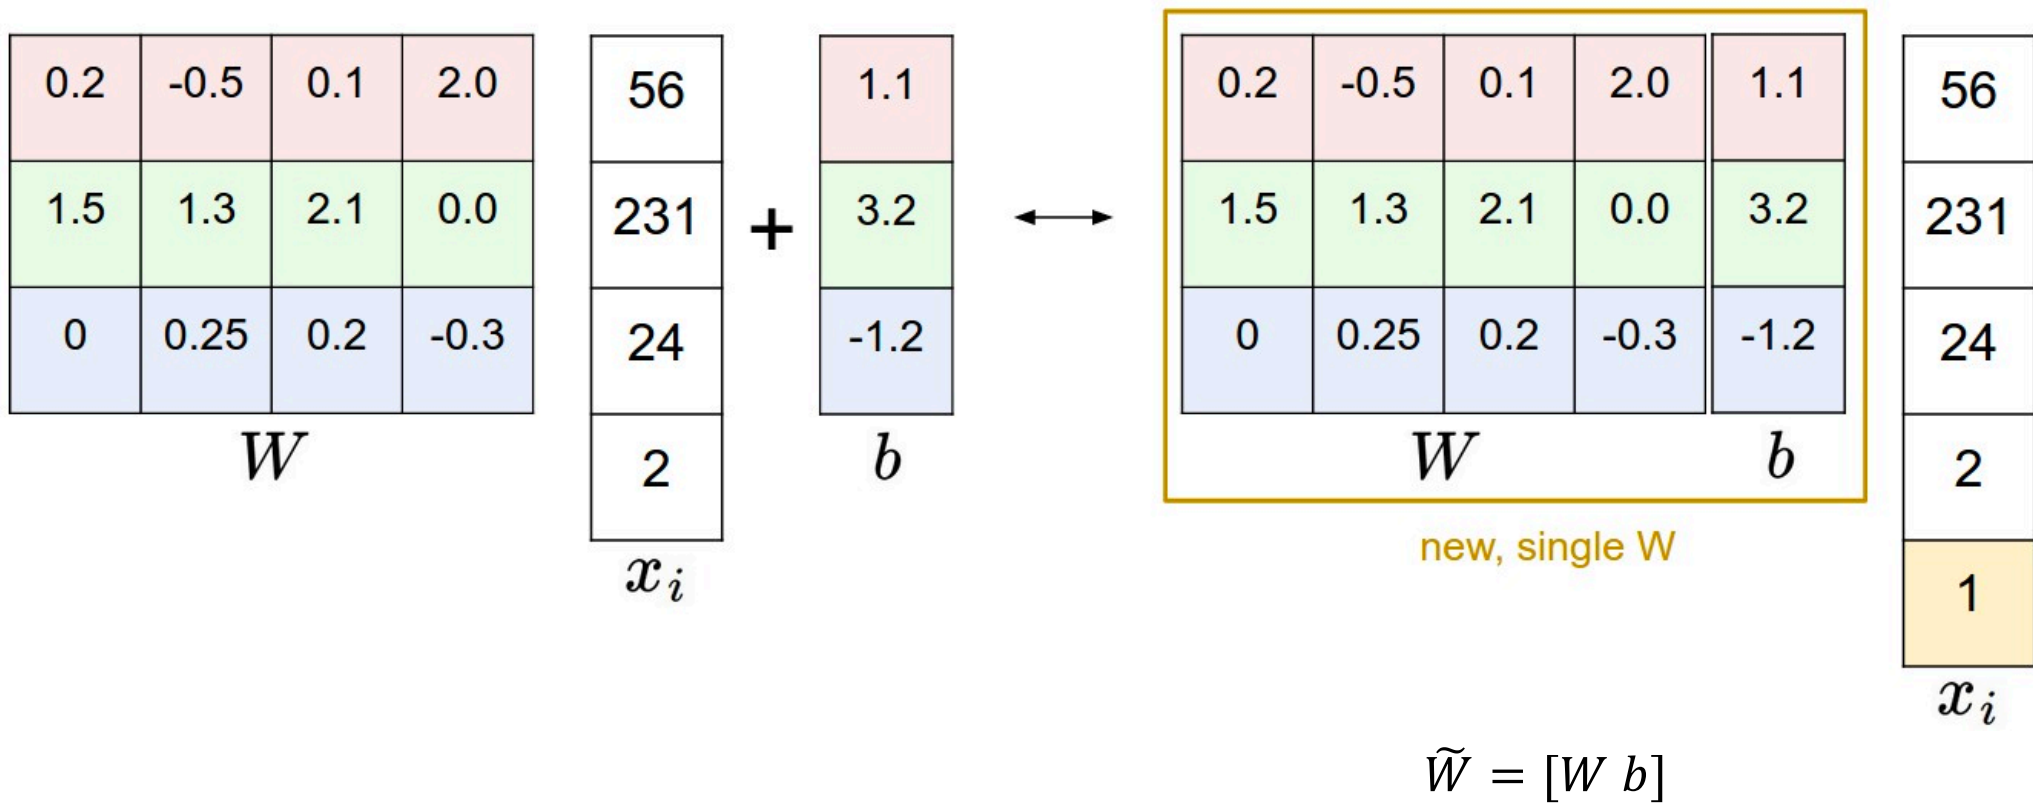 0.2 -0.5 0.1 2.0 56 1.1 0.2 -0.5 0.1 2.0 1.1 56
1.5 1.3 2.1 0.0 231 + 3.2 ↔ 1.5 1.3 2.1 0.0 3.2 231
0 0.25 0.2 -0.3 24 -1.2 0 0.25 0.2 -0.3 -1.2 24
W 2 b W b 2
new, single W
x_i 1
x_i
W̃ = [W b]